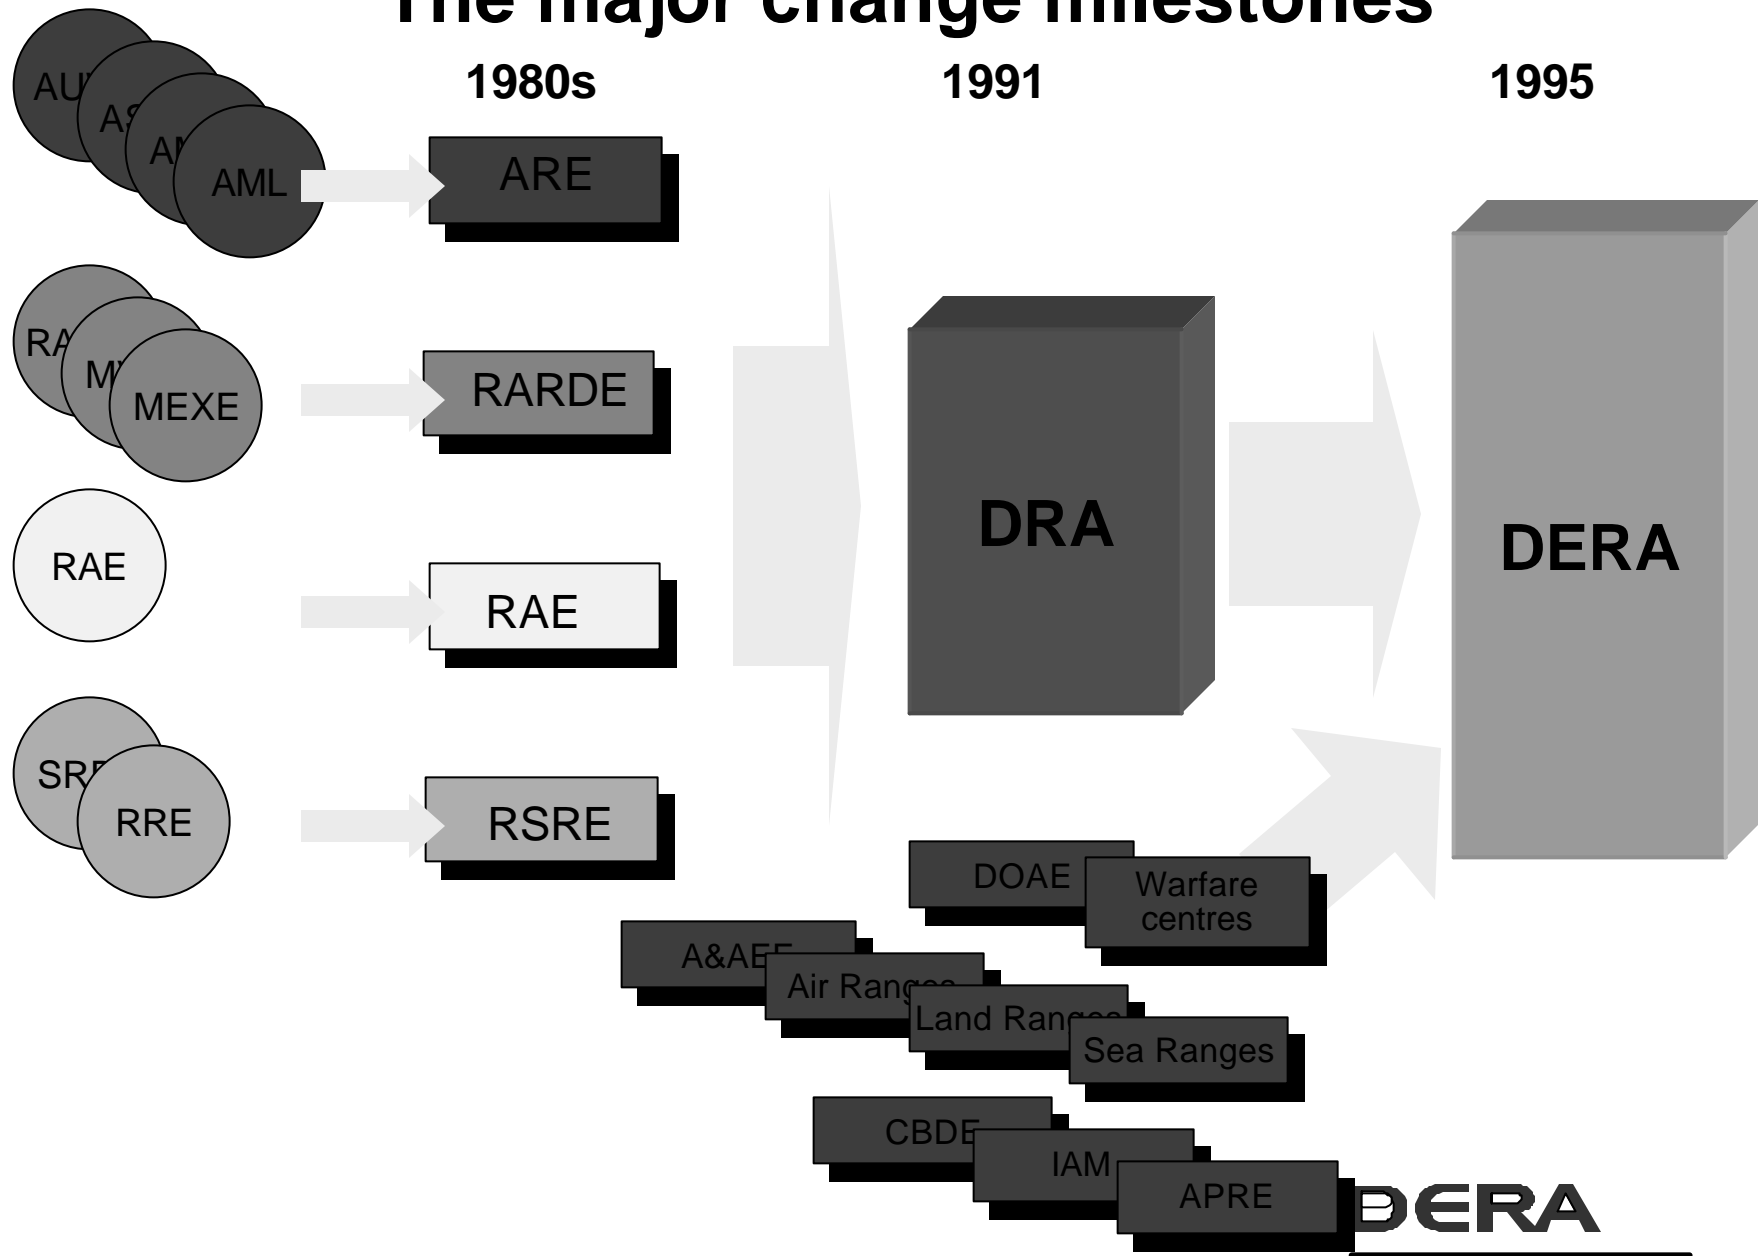 The major change milestones
1980s
1991
1995
AML
ARE
MEXE
RARDE
RAE
RAE
RRE
RSRE
DRA
DERA
DOAE
Warfare
centres
A&AEE
Air Ranges
Land Ranges
Sea Ranges
CBDE
IAM
APRE
DERA